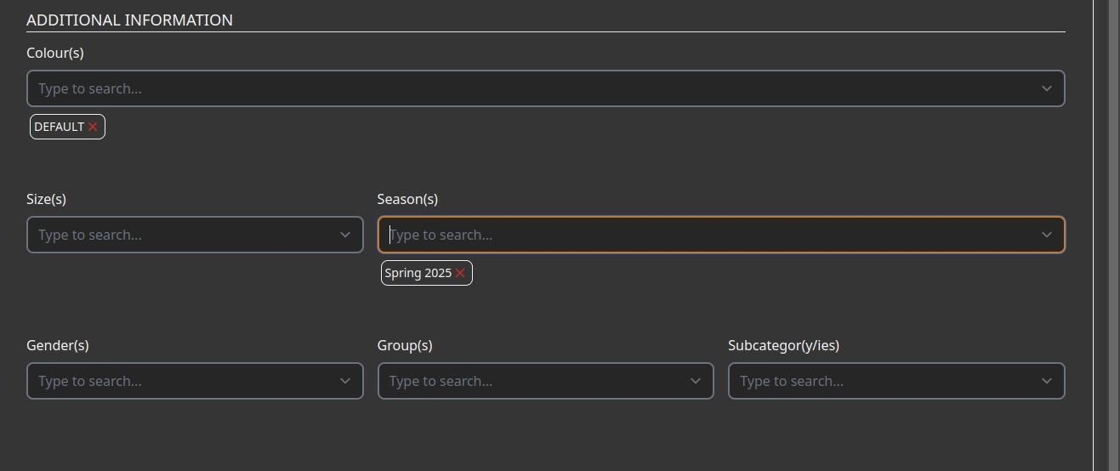 ADDITIONAL INFORMATION
Colour(s)
Type to search...
DEFAULT
Size(s)
Season(s)
Type to search...
Type to search...
Spring 2025
Gender(s)
Group(s)
Subcategor(y/ies)
Type to search...
Type to search...
Type to search...